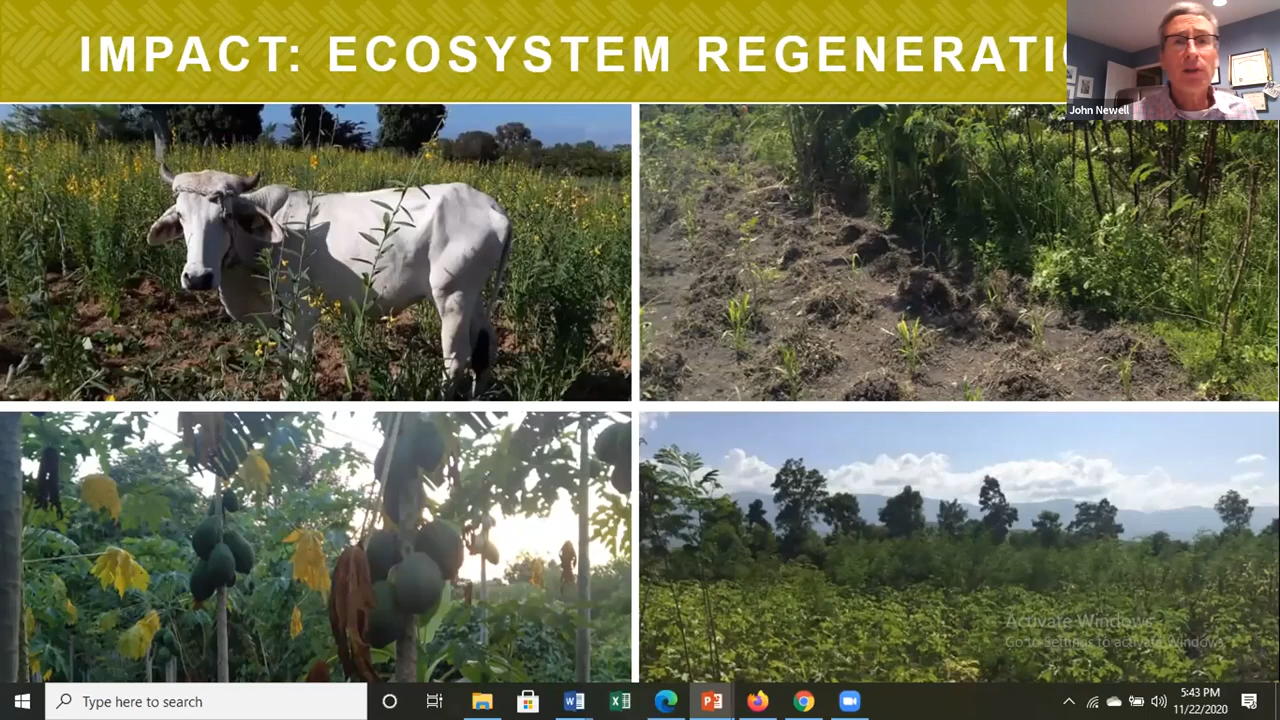 IMPACT: ECOSYSTEM REGENERATI
John Newell
Activate Windows
Go to Settings to activate Windows.
Type here to search
5:43 PM
11/22/2020